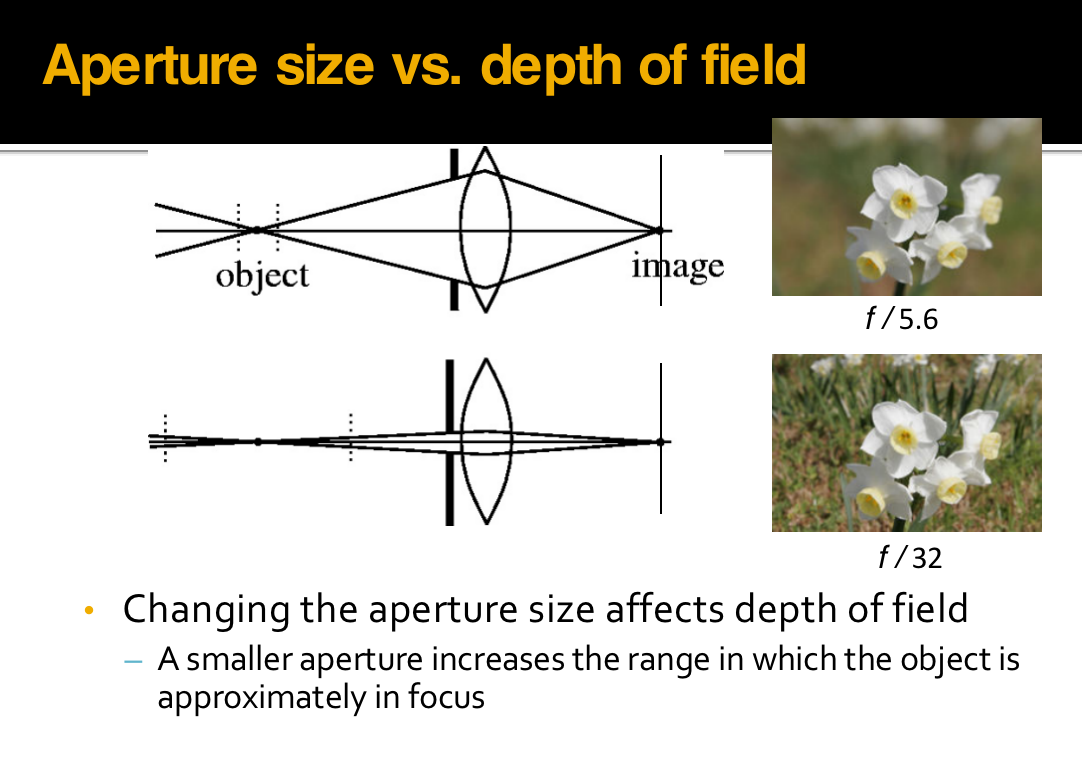 Aperture size vs. depth of field
object
image
f / 5.6
f / 32
• Changing the aperture size affects depth of field
– A smaller aperture increases the range in which the object is
approximately in focus